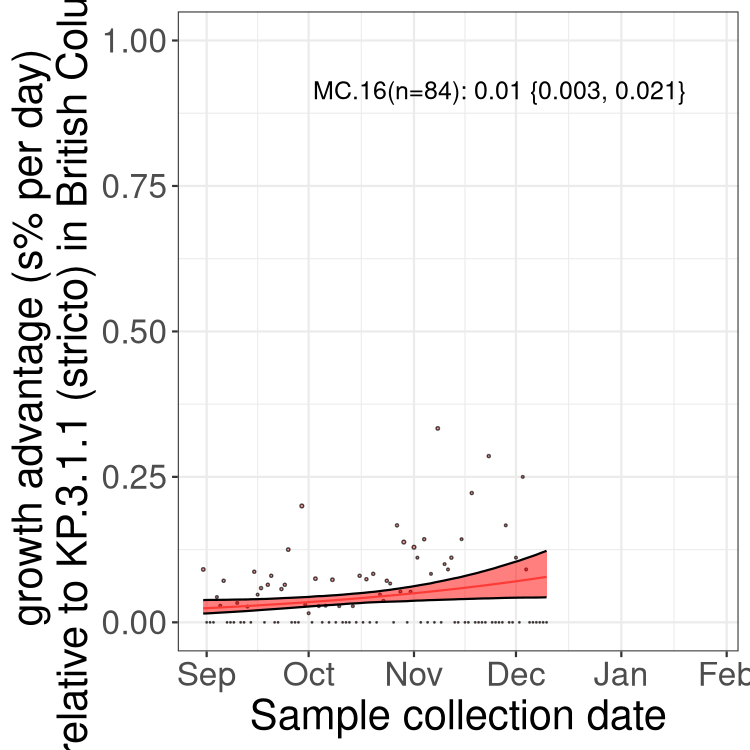 growth advantage (s% per day)
relative to KP.3.1.1 (stricto) in British Colu
1.00
0.75
0.50
0.25
0.00
MC.16(n=84): 0.01 {0.003, 0.021}
Sep Oct Nov Dec Jan Feb
Sample collection date